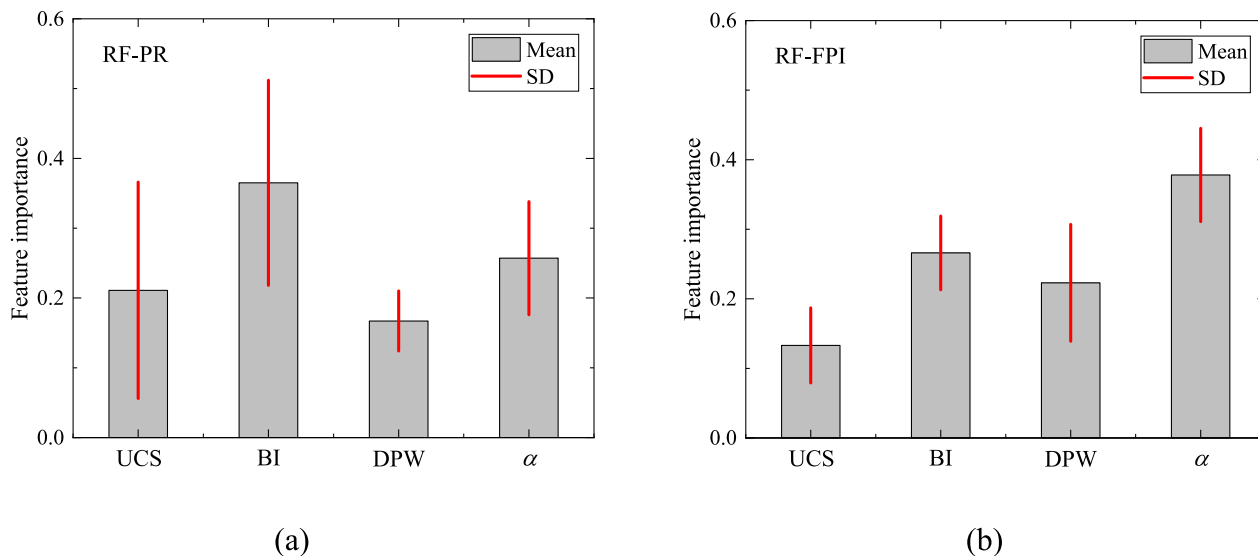 RF-PR
Mean
SD
Feature importance
0.6
0.4
0.2
0.0
UCS BI DPW α
(a)
RF-FPI
Mean
SD
Feature importance
0.6
0.4
0.2
0.0
UCS BI DPW α
(b)